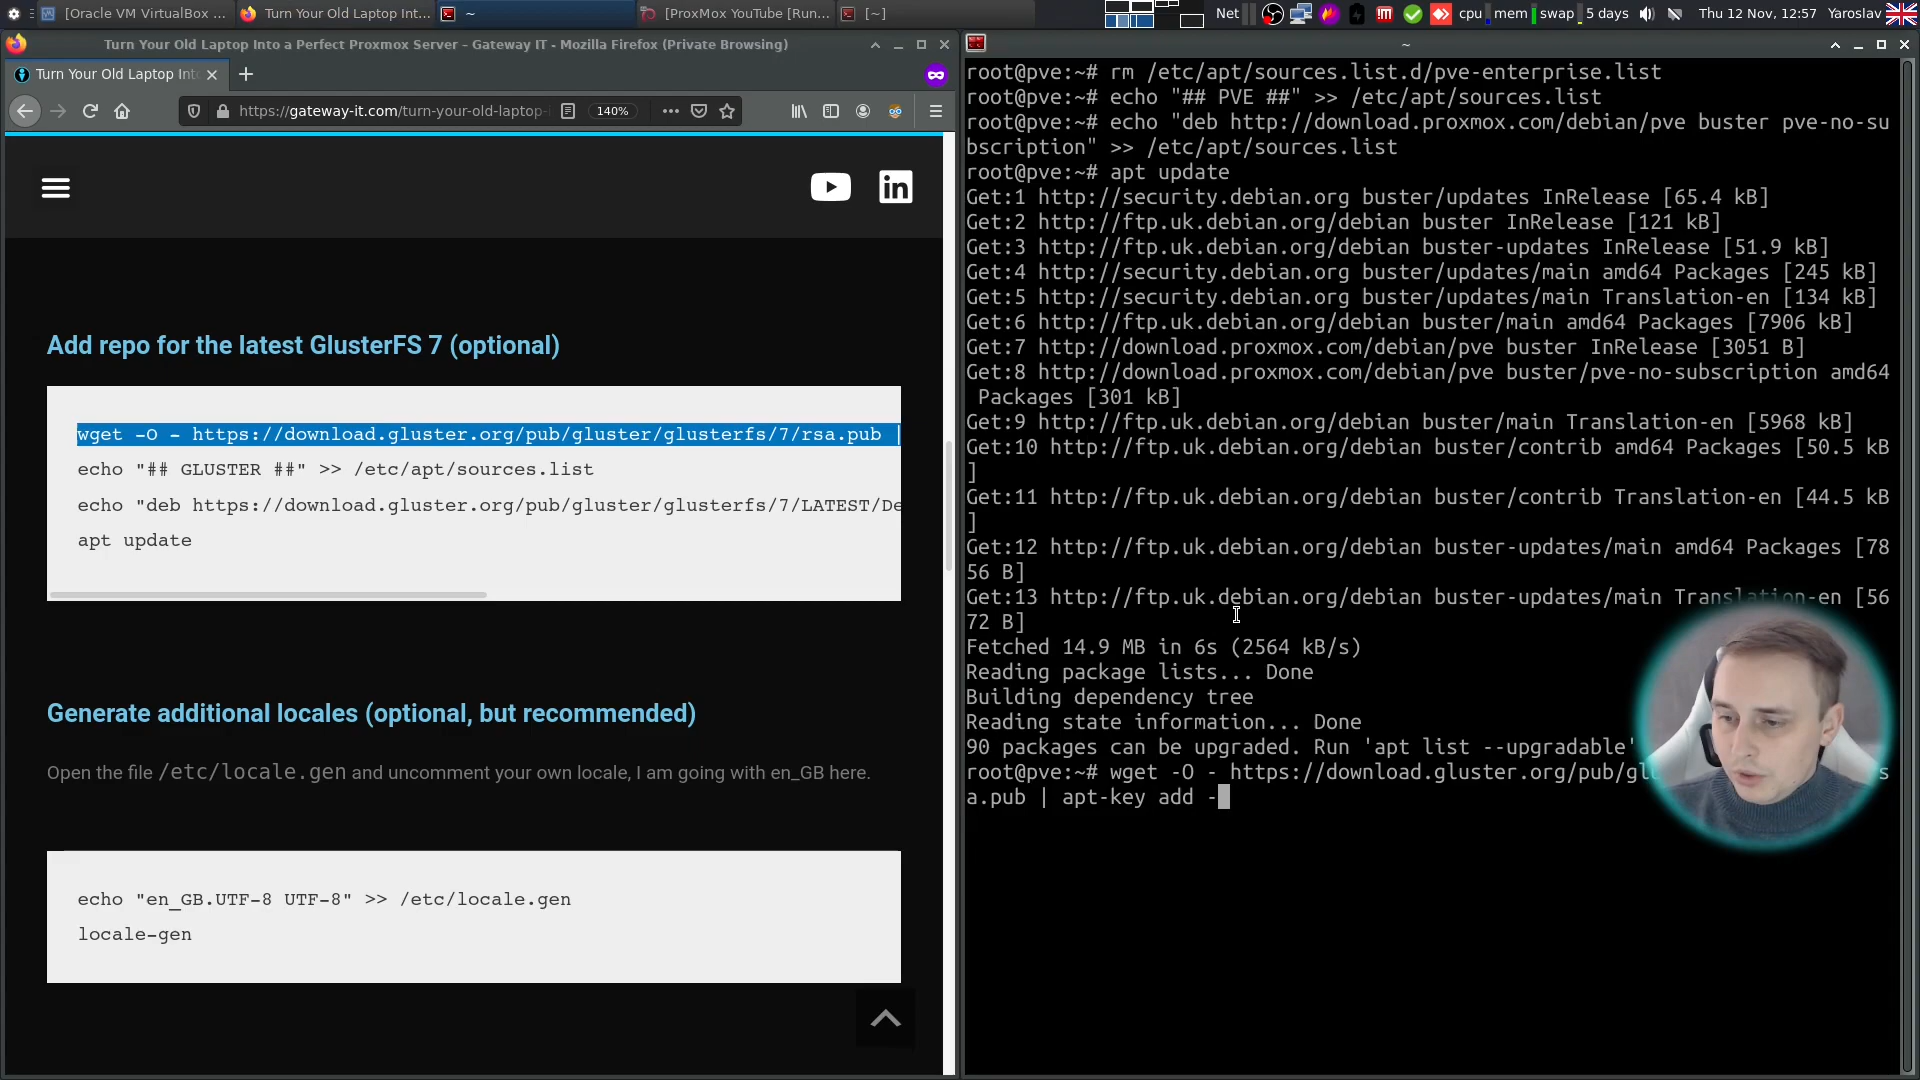 [Oracle VM VirtualBox ...
Turn Your Old Laptop Int...
~
[ProxMox YouTube [Run...
[~]
Net
cpu
mem
swap
5 days
Thu 12 Nov, 12:57
Yaroslav
Turn Your Old Laptop Into a Perfect Proxmox Server - Gateway IT - Mozilla Firefox (Private Browsing)
Turn Your Old Laptop Int
https://gateway-it.com/turn-your-old-laptop-
140%
in
Add repo for the latest GlusterFS 7 (optional)
wget -O - https://download.gluster.org/pub/gluster/glusterfs/7/rsa.pub |
echo "## GLUSTER ##" >> /etc/apt/sources.list
echo "deb https://download.gluster.org/pub/gluster/glusterfs/7/LATEST/De
apt update
Generate additional locales (optional, but recommended)
Open the file /etc/locale.gen and uncomment your own locale, I am going with en_GB here.
echo "en_GB.UTF-8 UTF-8" >> /etc/locale.gen
locale-gen
~
root@pve:~# rm /etc/apt/sources.list.d/pve-enterprise.list
root@pve:~# echo "## PVE ##" >> /etc/apt/sources.list
root@pve:~# echo "deb http://download.proxmox.com/debian/pve buster pve-no-su
bscription" >> /etc/apt/sources.list
root@pve:~# apt update
Get:1 http://security.debian.org buster/updates InRelease [65.4 kB]
Get:2 http://ftp.uk.debian.org/debian buster InRelease [121 kB]
Get:3 http://ftp.uk.debian.org/debian buster-updates InRelease [51.9 kB]
Get:4 http://security.debian.org buster/updates/main amd64 Packages [245 kB]
Get:5 http://security.debian.org buster/updates/main Translation-en [134 kB]
Get:6 http://ftp.uk.debian.org/debian buster/main amd64 Packages [7906 kB]
Get:7 http://download.proxmox.com/debian/pve buster InRelease [3051 B]
Get:8 http://download.proxmox.com/debian/pve buster/pve-no-subscription amd64
Packages [301 kB]
Get:9 http://ftp.uk.debian.org/debian buster/main Translation-en [5968 kB]
Get:10 http://ftp.uk.debian.org/debian buster/contrib amd64 Packages [50.5 kB
]
Get:11 http://ftp.uk.debian.org/debian buster/contrib Translation-en [44.5 kB
]
Get:12 http://ftp.uk.debian.org/debian buster-updates/main amd64 Packages [78
56 B]
Get:13 http://ftp.uk.debian.org/debian buster-updates/main Translation-en [56
72 B]
Fetched 14.9 MB in 6s (2564 kB/s)
Reading package lists... Done
Building dependency tree
Reading state information... Done
90 packages can be upgraded. Run 'apt list --upgradable'
root@pve:~# wget -O - https://download.gluster.org/pub/gl s
a.pub | apt-key add -